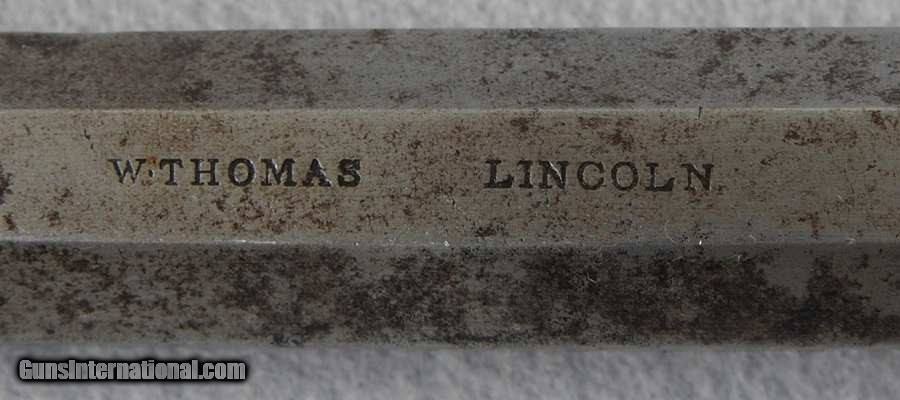 W. THOMAS LINCOLN
GunsInternational.com